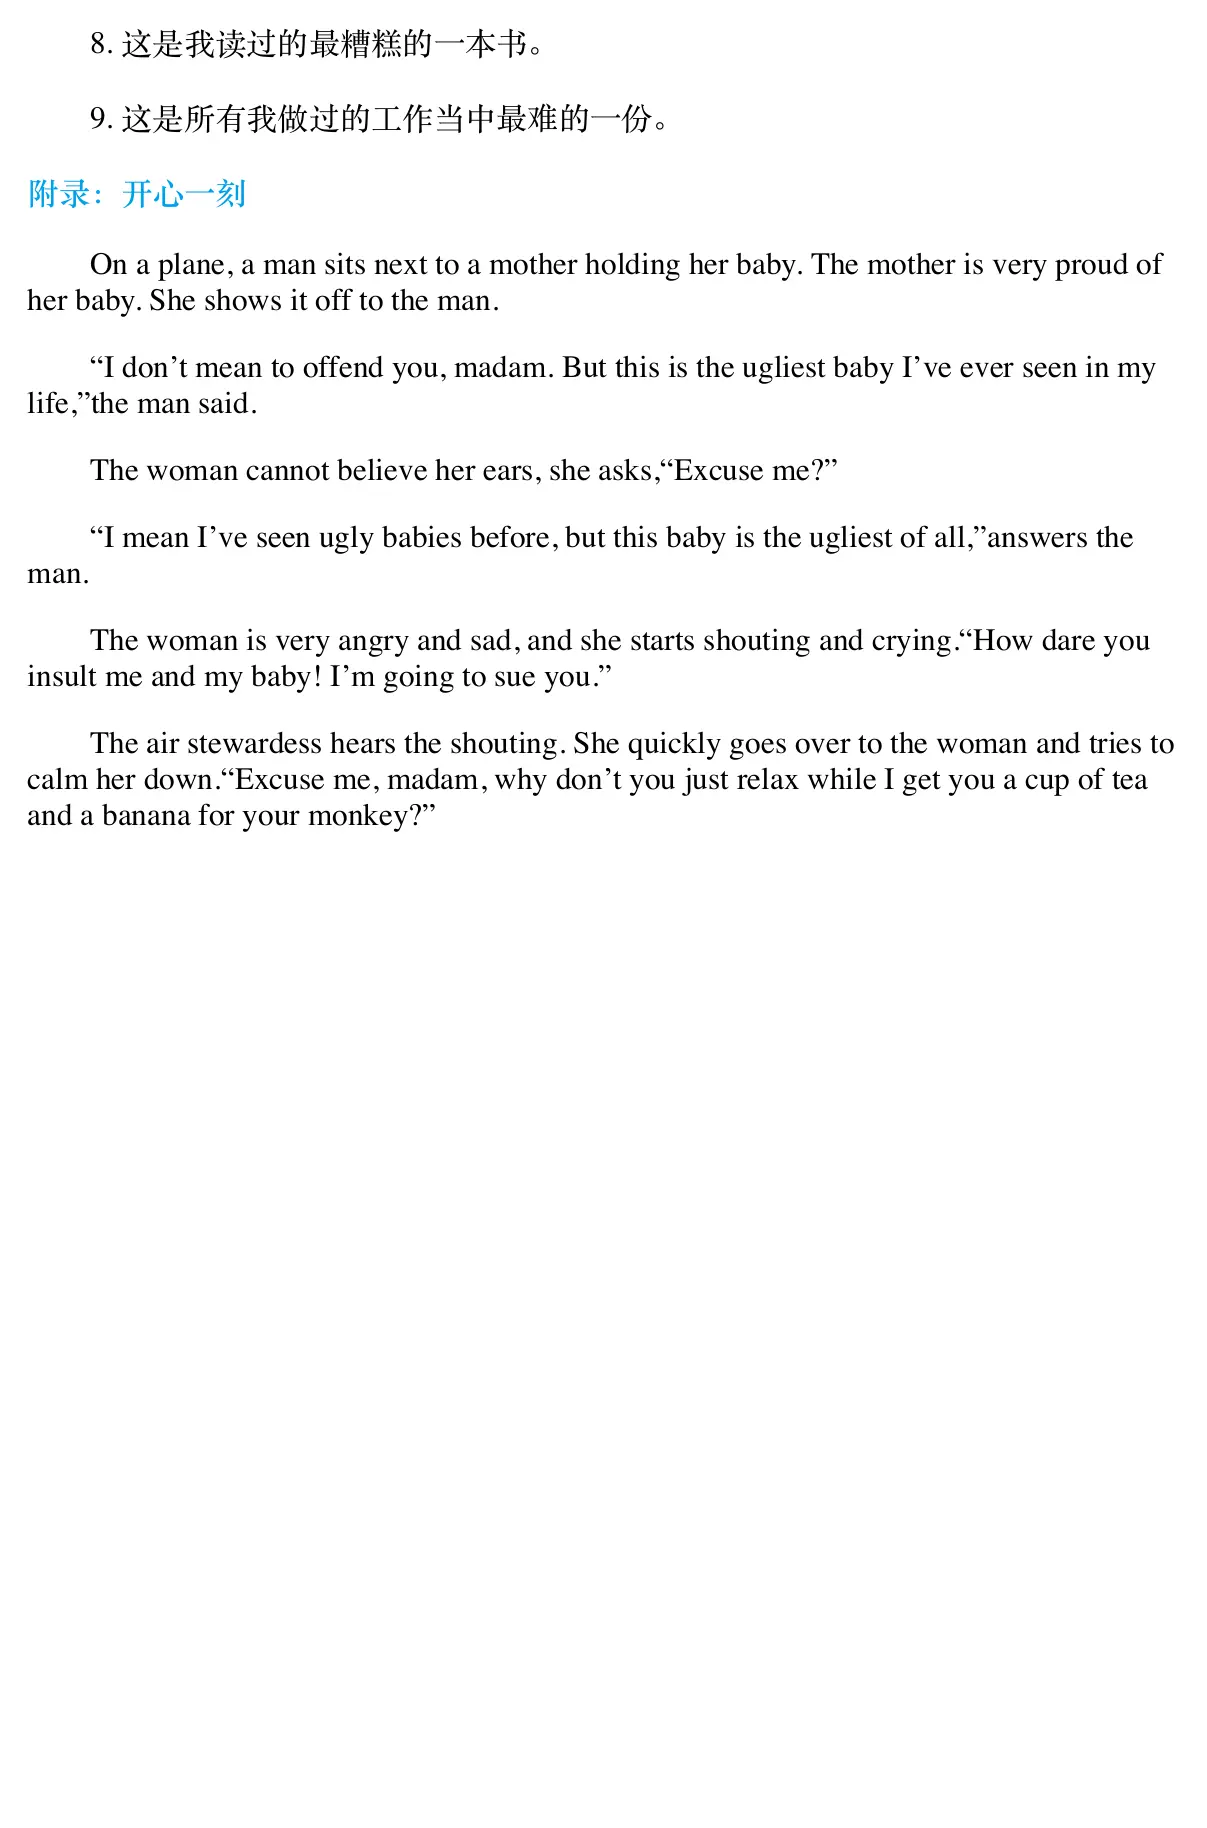 8. 这是我读过的最糟糕的一本书。
9. 这是所有我做过的工作当中最难的一份。
附录：开心一刻
On a plane, a man sits next to a mother holding her baby. The mother is very proud of
her baby. She shows it off to the man.
“I don’t mean to offend you, madam. But this is the ugliest baby I’ve ever seen in my
life,”the man said.
The woman cannot believe her ears, she asks,“Excuse me?”
“I mean I’ve seen ugly babies before, but this baby is the ugliest of all,”answers the
man.
The woman is very angry and sad, and she starts shouting and crying.“How dare you
insult me and my baby! I’m going to sue you.”
The air stewardess hears the shouting. She quickly goes over to the woman and tries to
calm her down.“Excuse me, madam, why don’t you just relax while I get you a cup of tea
and a banana for your monkey?”